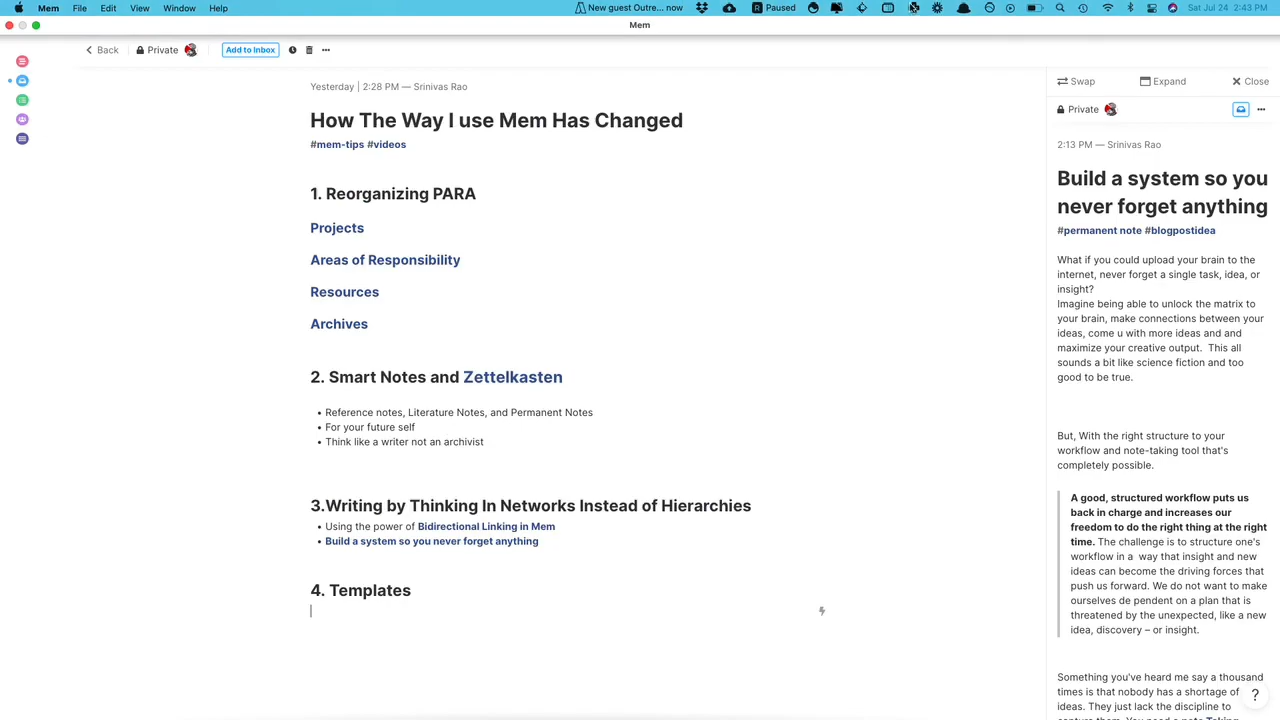 Mem File Edit View Window Help New guest Outre... now Paused Sat Jul 24 2:43 PM
Mem
Back Private Add to Inbox
Yesterday | 2:28 PM — Srinivas Rao
How The Way I use Mem Has Changed
#mem-tips #videos
1. Reorganizing PARA
Projects
Areas of Responsibility
Resources
Archives
2. Smart Notes and Zettelkasten
• Reference notes, Literature Notes, and Permanent Notes
• For your future self
• Think like a writer not an archivist
3.Writing by Thinking In Networks Instead of Hierarchies
• Using the power of Bidirectional Linking in Mem
• Build a system so you never forget anything
4. Templates
Swap Expand Close
Private
2:13 PM — Srinivas Rao
Build a system so you
never forget anything
#permanent note #blogpostidea
What if you could upload your brain to the
internet, never forget a single task, idea, or
insight?
Imagine being able to unlock the matrix to
your brain, make connections between your
ideas, come u with more ideas and and
maximize your creative output. This all
sounds a bit like science fiction and too
good to be true.
But, With the right structure to your
workflow and note-taking tool that's
completely possible.
A good, structured workflow puts us
back in charge and increases our
freedom to do the right thing at the right
time. The challenge is to structure one's
workflow in a way that insight and new
ideas can become the driving forces that
push us forward. We do not want to make
ourselves de pendent on a plan that is
threatened by the unexpected, like a new
idea, discovery – or insight.
Something you've heard me say a thousand
times is that nobody has a shortage of
ideas. They just lack the discipline to
capture them. You need a note Taking
?